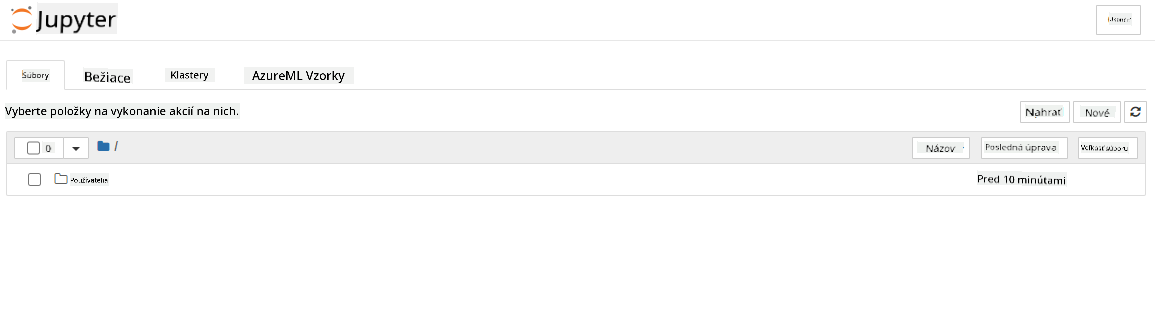 Jupyter
Súbory
Bežiace
Klastery
AzureML Vzorky
Vyberte položky na vykonanie akcií na nich.
Nahrať
Nové
0
/
Názov
Posledná úprava
Veľkosť súboru
Používatelia
Pred 10 minútami